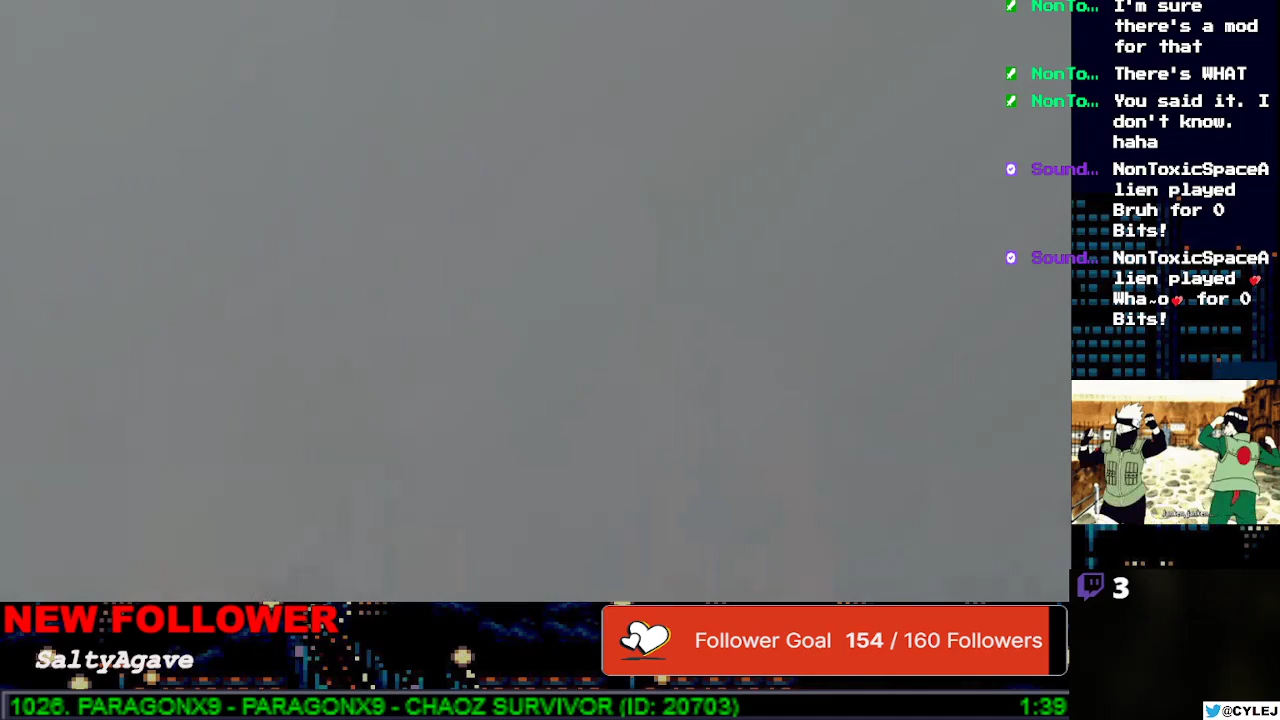 NonTo... I'm sure
there's a mod
for that
NonTo... There's WHAT
NonTo... You said it. I
don't know.
haha
Sound... NonToxicSpaceA
lien played
Bruh for 0
Bits!
Sound... NonToxicSpaceA
lien played ❤
Wha~o❤ for 0
Bits!
3
NEW FOLLOWER
SaltyAgave
Follower Goal 154 / 160 Followers
1026. PARAGONX9 - PARAGONX9 - CHAOZ SURVIVOR (ID: 20703) 1:39
@CYLEJ